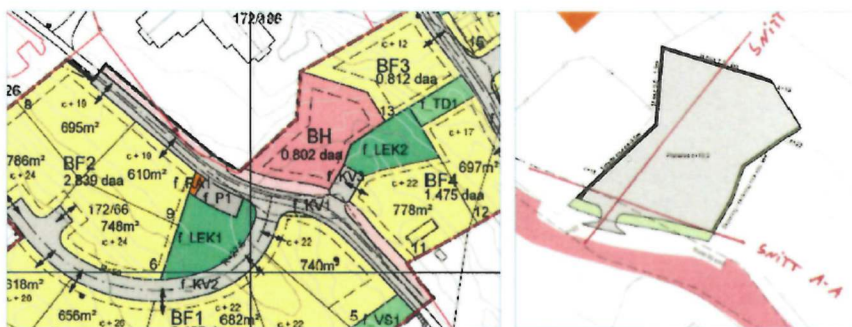 172/186
c + 12
15
BF3
0.812 daa
26
8
c + 19
695m²
13
f_TD1
BH
0.802 daa
c + 17
f_LEK2
786m²
c + 24
BF2
2.839 daa
c + 19
610m²
697m²
f_P1
f_KV3
c + 22
BF4
1.475 daa
172/66
748m²
c + 24
9
f_KV1
778m²
12
f_LEK1
c + 22
11
6
740m²
618m²
c + 20
f_KV2
c + 22
656m²
c + 20
BF1
682m²
c + 22
5
f_VS1
SNITT
SNITT A-A